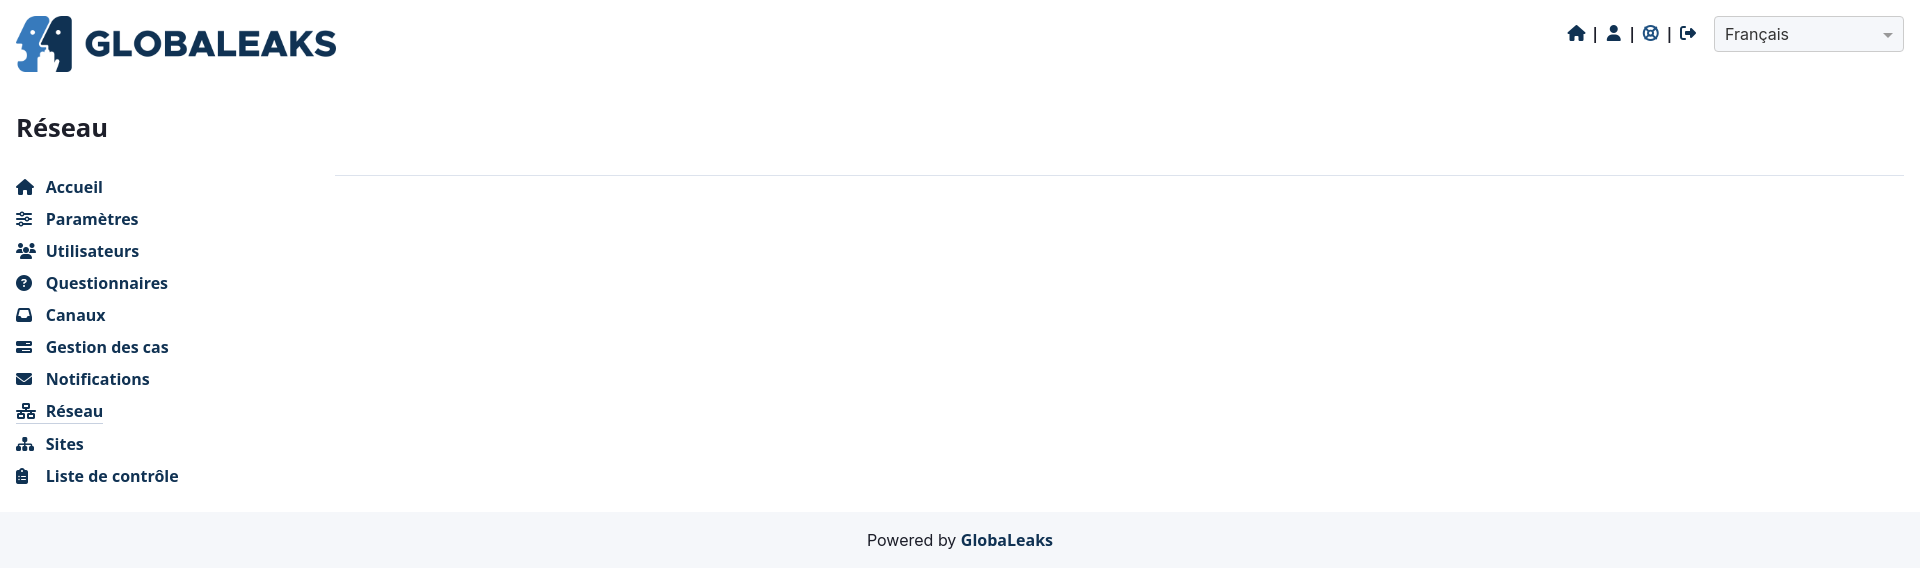 GLOBALEAKS
| | |
Français
Réseau
Accueil
Paramètres
Utilisateurs
Questionnaires
Canaux
Gestion des cas
Notifications
Réseau
Sites
Liste de contrôle
Powered by GlobaLeaks